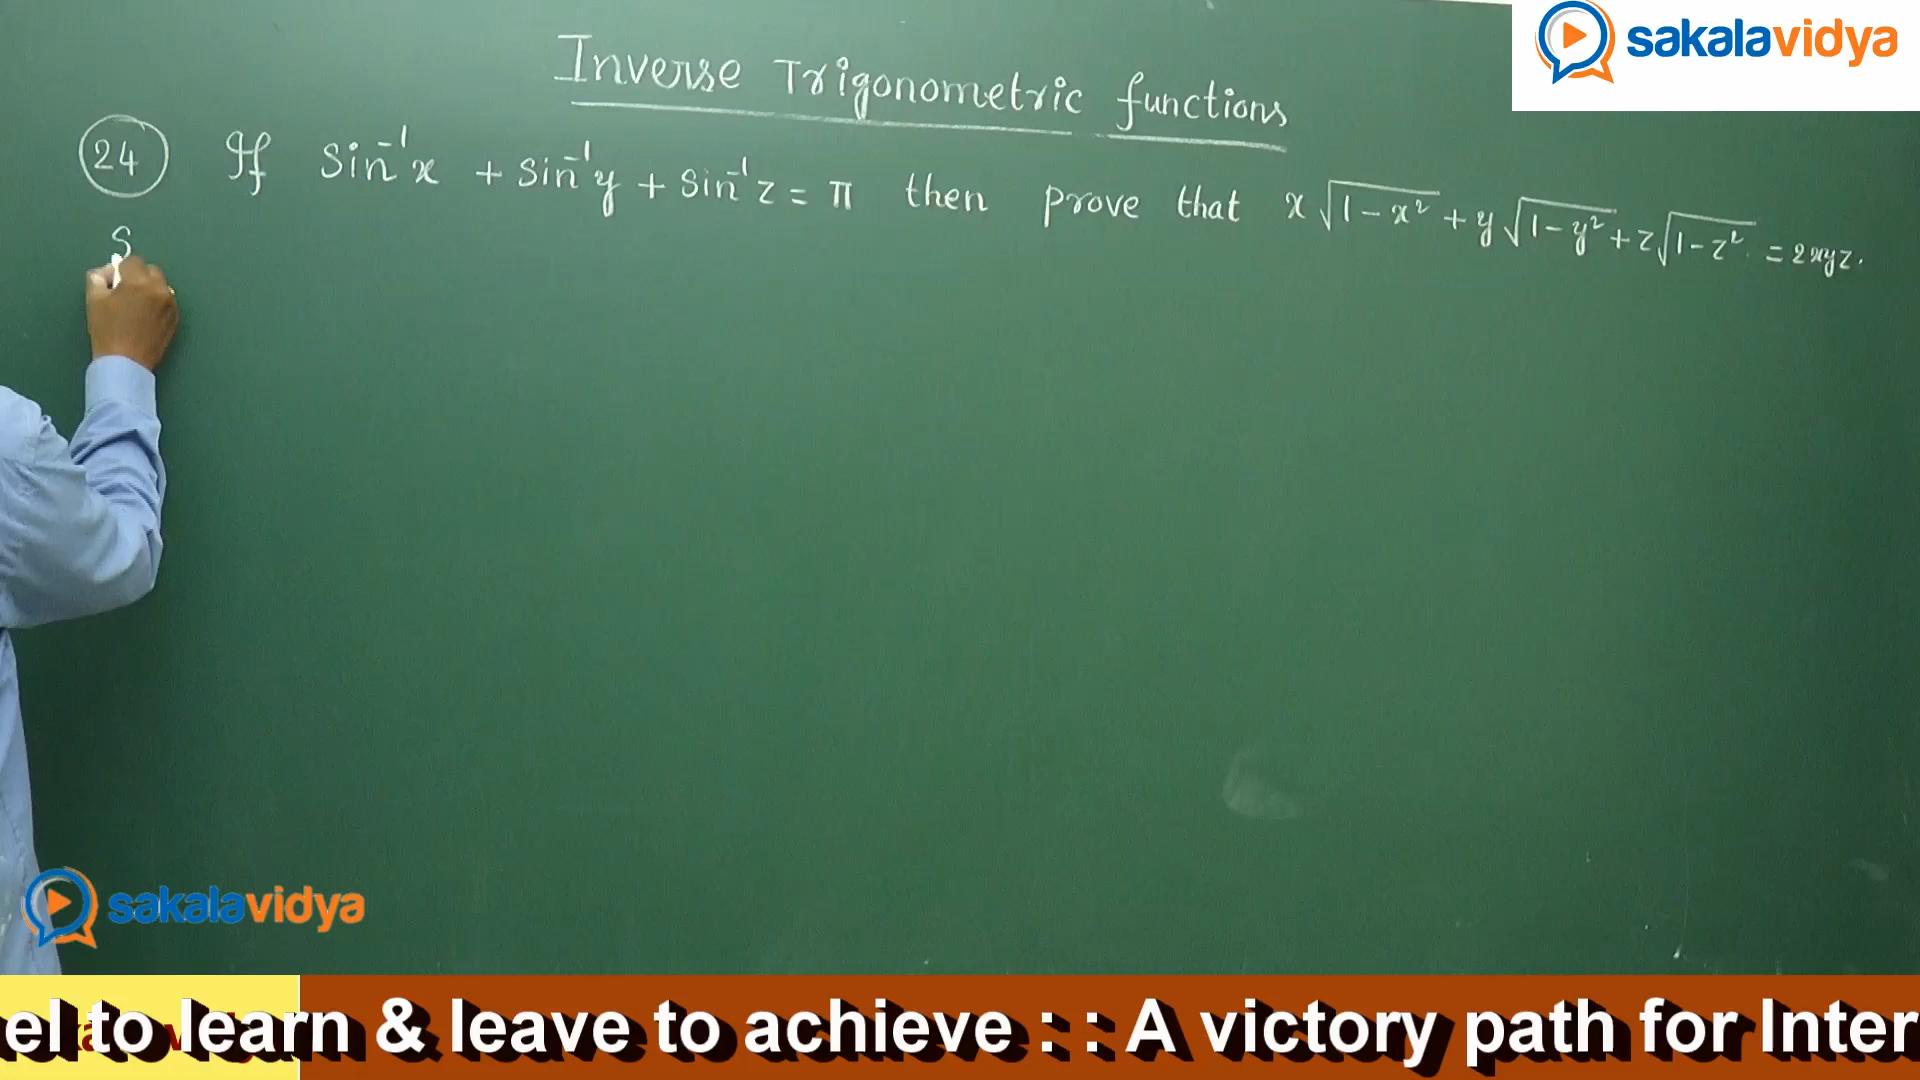 sakalavidya
Inverse Trigonometric functions
24 If Sin⁻¹x + Sin⁻¹y + Sin⁻¹z = π then prove that x√1-x² + y√1-y² + z√1-z² = 2xyz.
S
sakalavidya
el to learn & leave to achieve : : A victory path for Inter